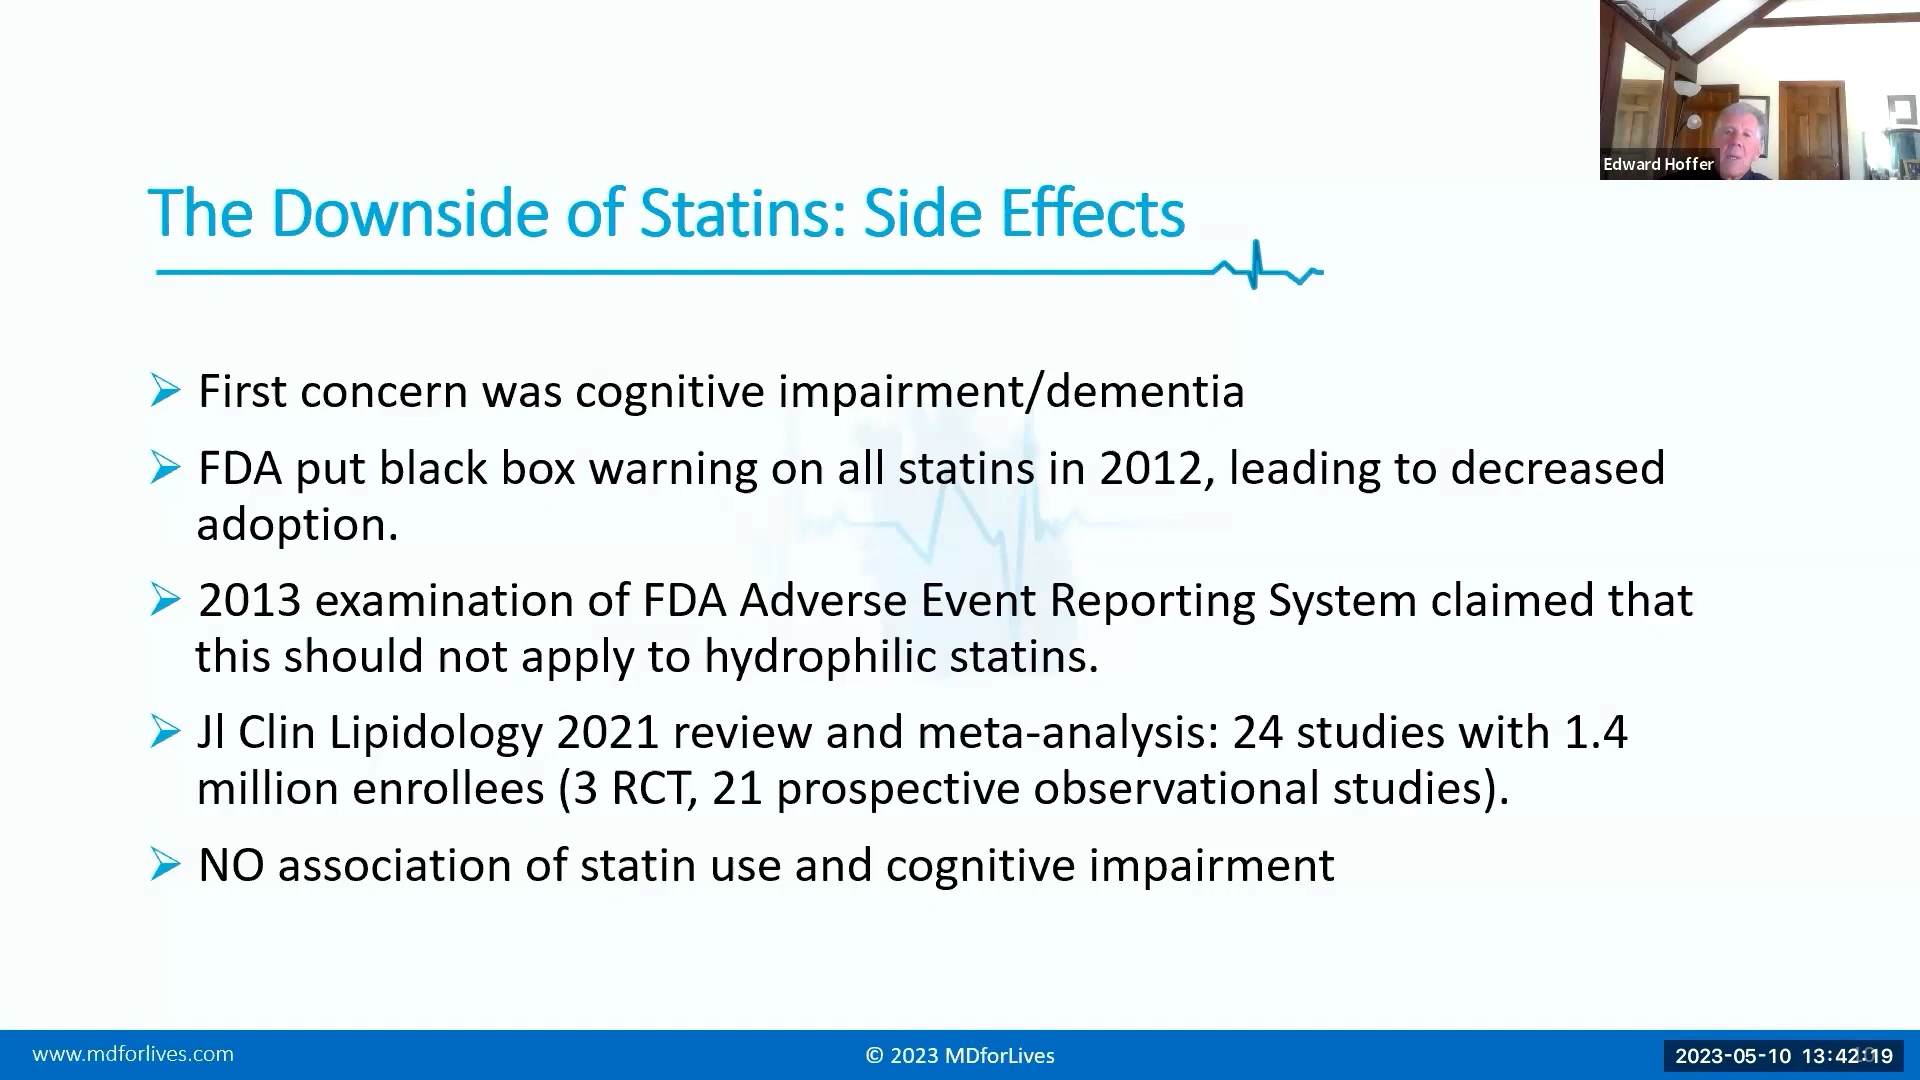 Edward Hoffer
The Downside of Statins: Side Effects
First concern was cognitive impairment/dementia
FDA put black box warning on all statins in 2012, leading to decreased
adoption.
2013 examination of FDA Adverse Event Reporting System claimed that
this should not apply to hydrophilic statins.
Jl Clin Lipidology 2021 review and meta-analysis: 24 studies with 1.4
million enrollees (3 RCT, 21 prospective observational studies).
NO association of statin use and cognitive impairment
www.mdforlives.com
© 2023 MDforLives
2023-05-10 13:42:19